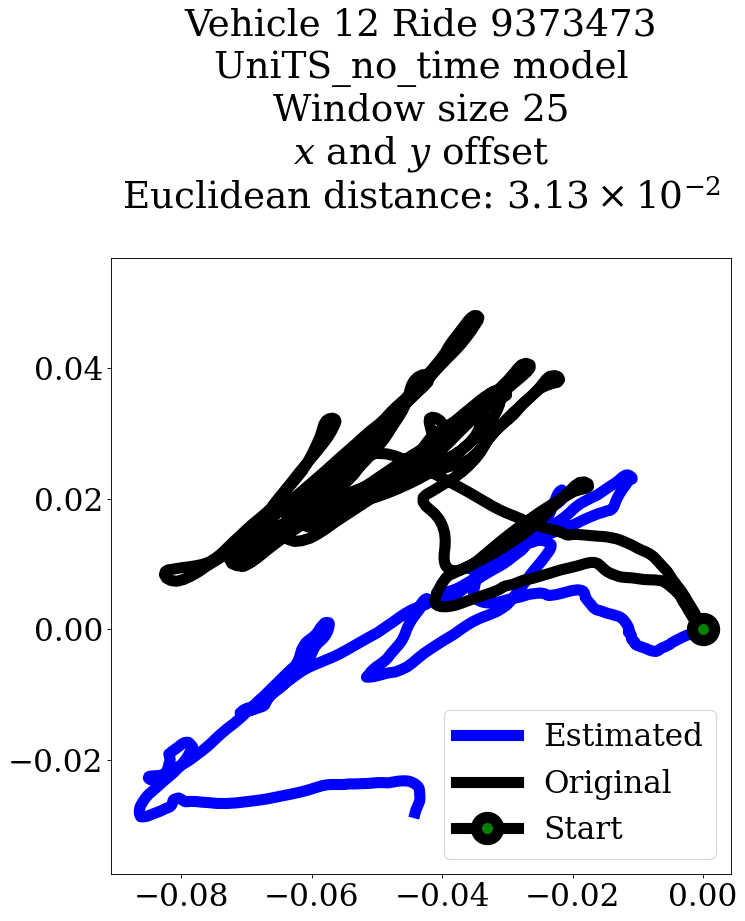 Vehicle 12 Ride 9373473
UniTS_no_time model
Window size 25
x and y offset
Euclidean distance: 3.13 × 10⁻²
0.04
0.02
0.00
−0.02
Estimated
Original
Start
−0.08 −0.06 −0.04 −0.02 0.00